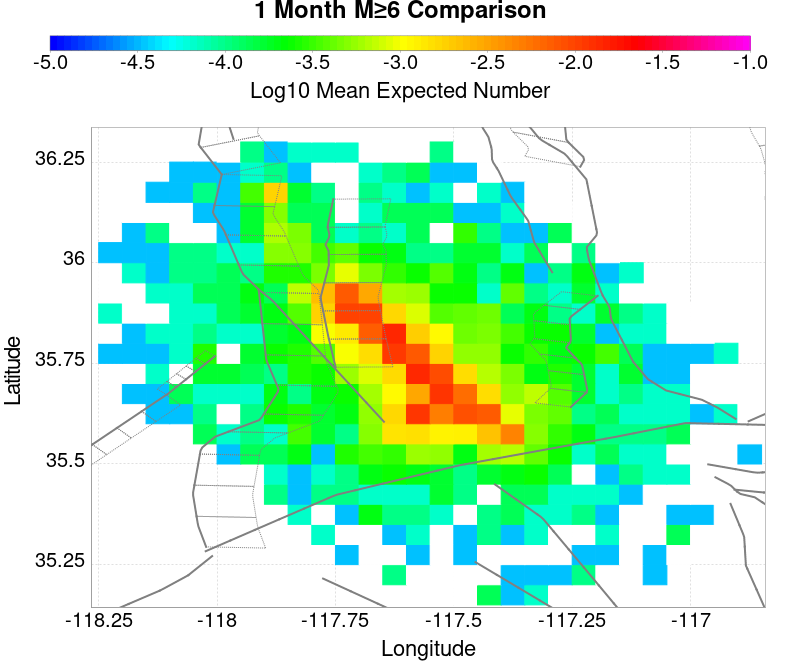 1 Month M≥6 Comparison
-5.0 -4.5 -4.0 -3.5 -3.0 -2.5 -2.0 -1.5 -1.0
Log10 Mean Expected Number
36.25
36
35.75
35.5
35.25
Latitude
-118.25 -118 -117.75 -117.5 -117.25 -117
Longitude